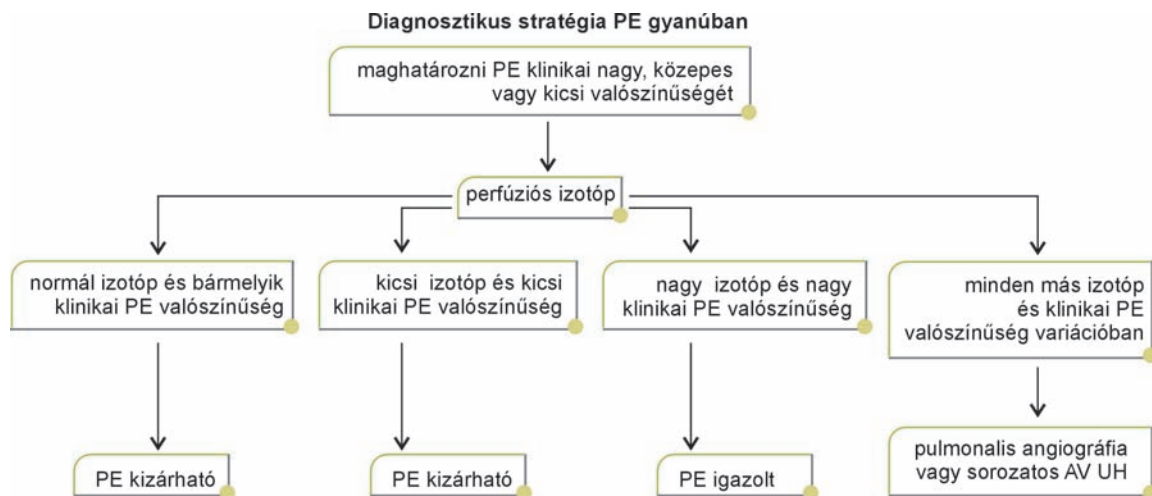 Diagnosztikus stratégia PE gyanúban
maghatározni PE klinikai nagy, közepes
vagy kicsi valószínűségét
perfúziós izotóp
normál izotóp és bármelyik
klinikai PE valószínűség
kicsi izotóp és kicsi
klinikai PE valószínűség
nagy izotóp és nagy
klinikai PE valószínűség
minden más izotóp
és klinikai PE
valószínűség variációban
PE kizárható
PE kizárható
PE igazolt
pulmonalis angiográfia
vagy sorozatos AV UH